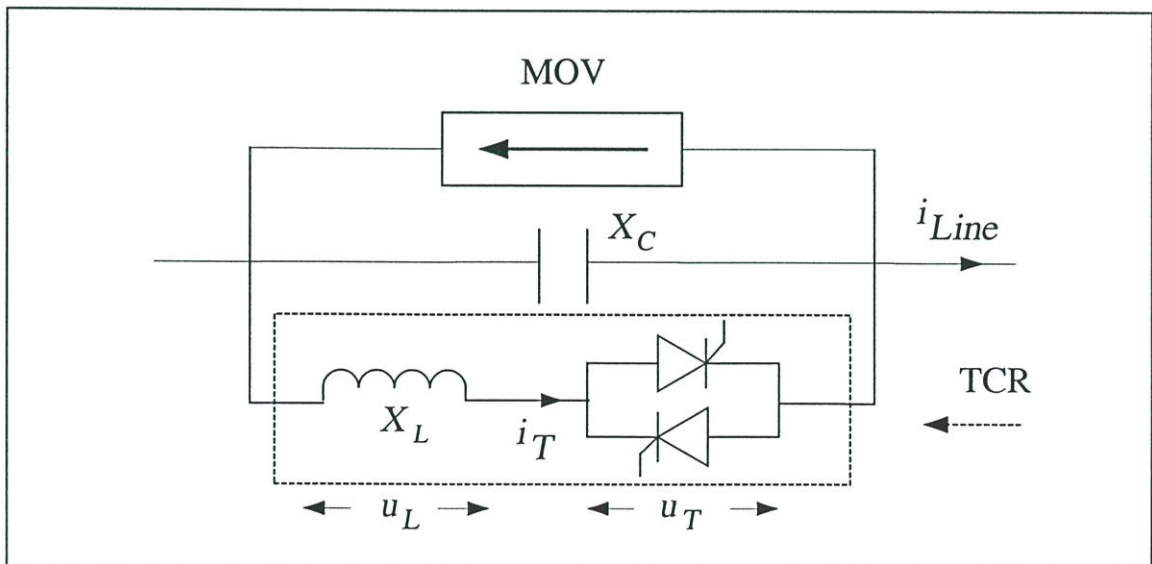 MOV
X_C
i_Line
X_L
i_T
TCR
u_L
u_T